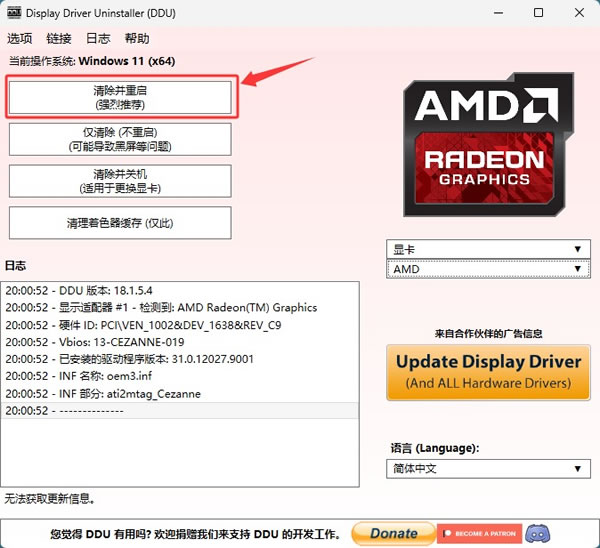 Display Driver Uninstaller (DDU)
选项 链接 日志 帮助
当前操作系统: Windows 11 (x64)
清除并重启
(强烈推荐)
仅清除 (不重启)
(可能导致黑屏等问题)
清除并关机
(适用于更换显卡)
清理着色器缓存 (仅此)
AMD
RADEON
GRAPHICS
显卡
AMD
日志
20:00:52 - DDU 版本: 18.1.5.4
20:00:52 - 显示适配器 #1 - 检测到: AMD Radeon(TM) Graphics
20:00:52 - 硬件 ID: PCI\VEN_1002&DEV_1638&REV_C9
20:00:52 - Vbios: 13-CEZANNE-019
20:00:52 - 已安装的驱动程序版本: 31.0.12027.9001
20:00:52 - INF 名称: oem3.inf
20:00:52 - INF 部分: ati2mtag_Cezanne
20:00:52 - --------------
来自合作伙伴的广告信息
Update Display Driver
(And ALL Hardware Drivers)
语言 (Language):
简体中文
无法获取更新信息。
您觉得 DDU 有用吗? 欢迎捐赠我们来支持 DDU 的开发工作。
Donate
BECOME A PATRON